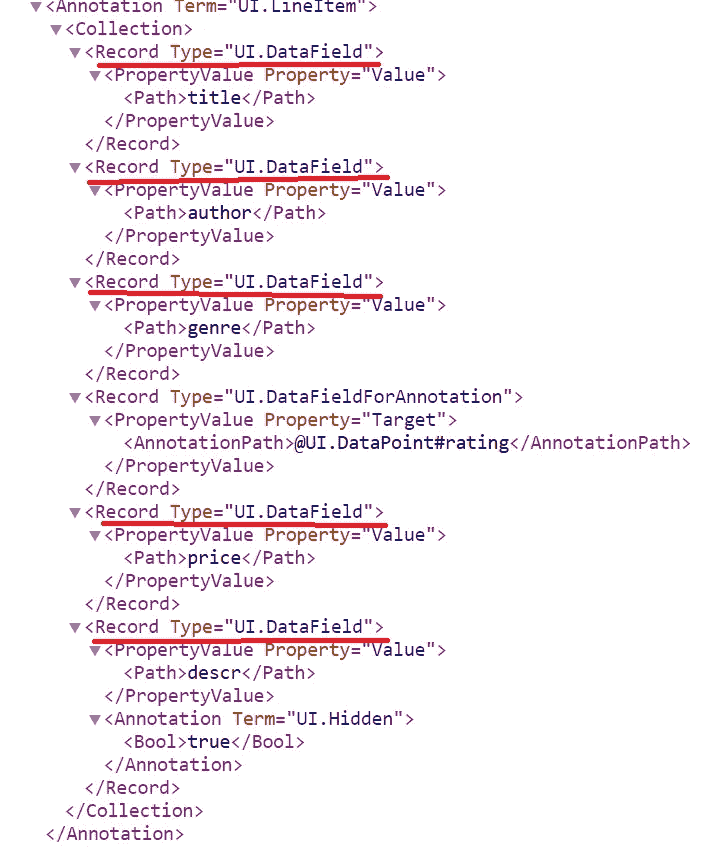 ▼<Annotation Term="UI.LineItem">
▼<Collection>
▼<Record Type="UI.DataField">
▼<PropertyValue Property="Value">
<Path>title</Path>
</PropertyValue>
</Record>
▼<Record Type="UI.DataField">
▼<PropertyValue Property="Value">
<Path>author</Path>
</PropertyValue>
</Record>
▼<Record Type="UI.DataField">
▼<PropertyValue Property="Value">
<Path>genre</Path>
</PropertyValue>
</Record>
▼<Record Type="UI.DataFieldForAnnotation">
▼<PropertyValue Property="Target">
<AnnotationPath>@UI.DataPoint#rating</AnnotationPath>
</PropertyValue>
</Record>
▼<Record Type="UI.DataField">
▼<PropertyValue Property="Value">
<Path>price</Path>
</PropertyValue>
</Record>
▼<Record Type="UI.DataField">
▼<PropertyValue Property="Value">
<Path>descr</Path>
</PropertyValue>
▼<Annotation Term="UI.Hidden">
<Bool>true</Bool>
</Annotation>
</Record>
</Collection>
</Annotation>